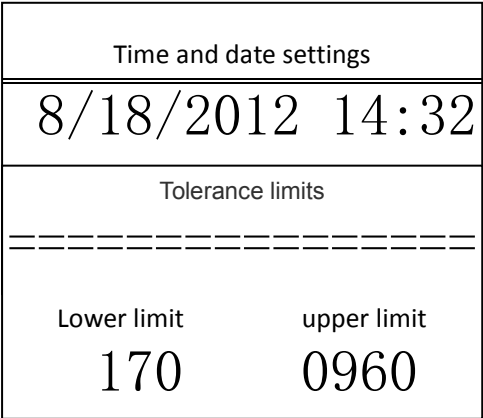 Time and date settings
8/18/2012 14:32
Tolerance limits
================
Lower limit upper limit
170 0960